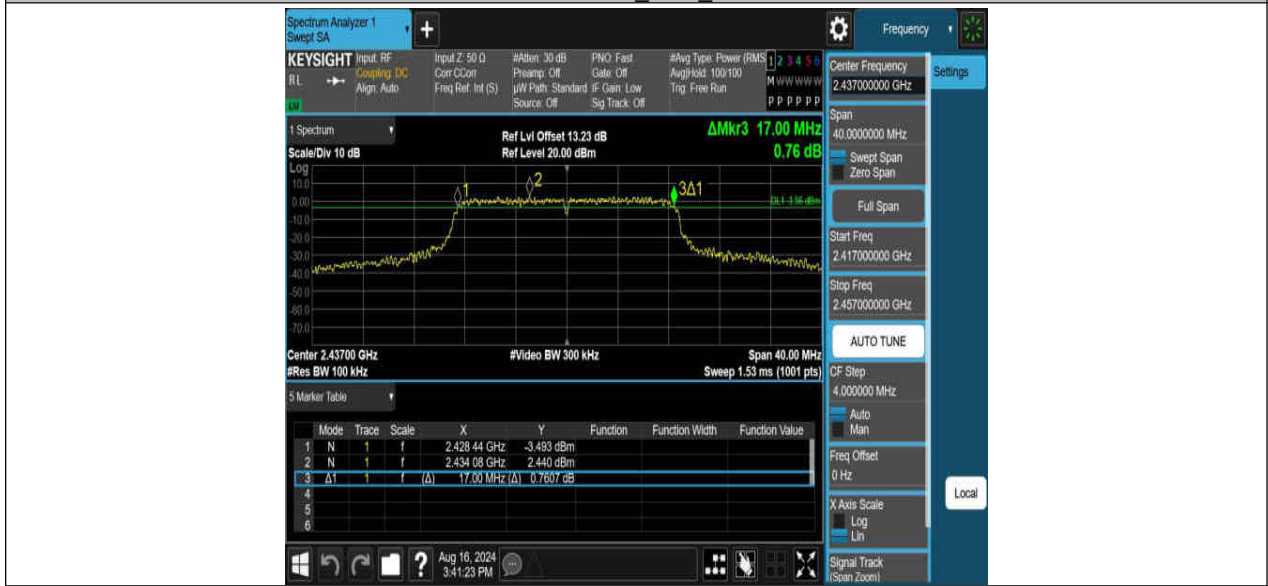 Spectrum Analyzer 1
Swept SA
+
Frequency
KEYSIGHT
RL
Input: RF
Coupling: DC
Align: Auto
Input Z: 50 Ω
Corr CCorr
Freq Ref: Int (S)
#Atten: 30 dB
Preamp: Off
µW Path: Standard
Source: Off
PNO: Fast
Gate: Off
IF Gain: Low
Sig Track: Off
#Avg Type: Power (RMS
Avg|Hold: 100/100
Trig: Free Run
1 2 3 4 5 6
M W W W W W
P P P P P P
Center Frequency
2.437000000 GHz
Settings
Span
40.0000000 MHz
Swept Span
Zero Span
Full Span
Start Freq
2.417000000 GHz
Stop Freq
2.457000000 GHz
AUTO TUNE
CF Step
4.000000 MHz
Auto
Man
Freq Offset
0 Hz
X Axis Scale
Log
Lin
Signal Track
(Span Zoom)
Local
1 Spectrum
Scale/Div 10 dB
Ref Lvl Offset 13.23 dB
Ref Level 20.00 dBm
ΔMkr3 17.00 MHz
0.76 dB
Log
10.0
0.00
-10.0
-20.0
-30.0
-40.0
-50.0
-60.0
-70.0
1
2
3Δ1
DL1 -3.56 dBm
Center 2.43700 GHz
#Video BW 300 kHz
Span 40.00 MHz
#Res BW 100 kHz
Sweep 1.53 ms (1001 pts)
5 Marker Table
Mode Trace Scale X Y Function Function Width Function Value
1 N 1 f 2.428 44 GHz -3.493 dBm
2 N 1 f 2.434 08 GHz 2.440 dBm
3 Δ1 1 f (Δ) 17.00 MHz (Δ) 0.7607 dB
4
5
6
?
Aug 16, 2024
3:41:23 PM